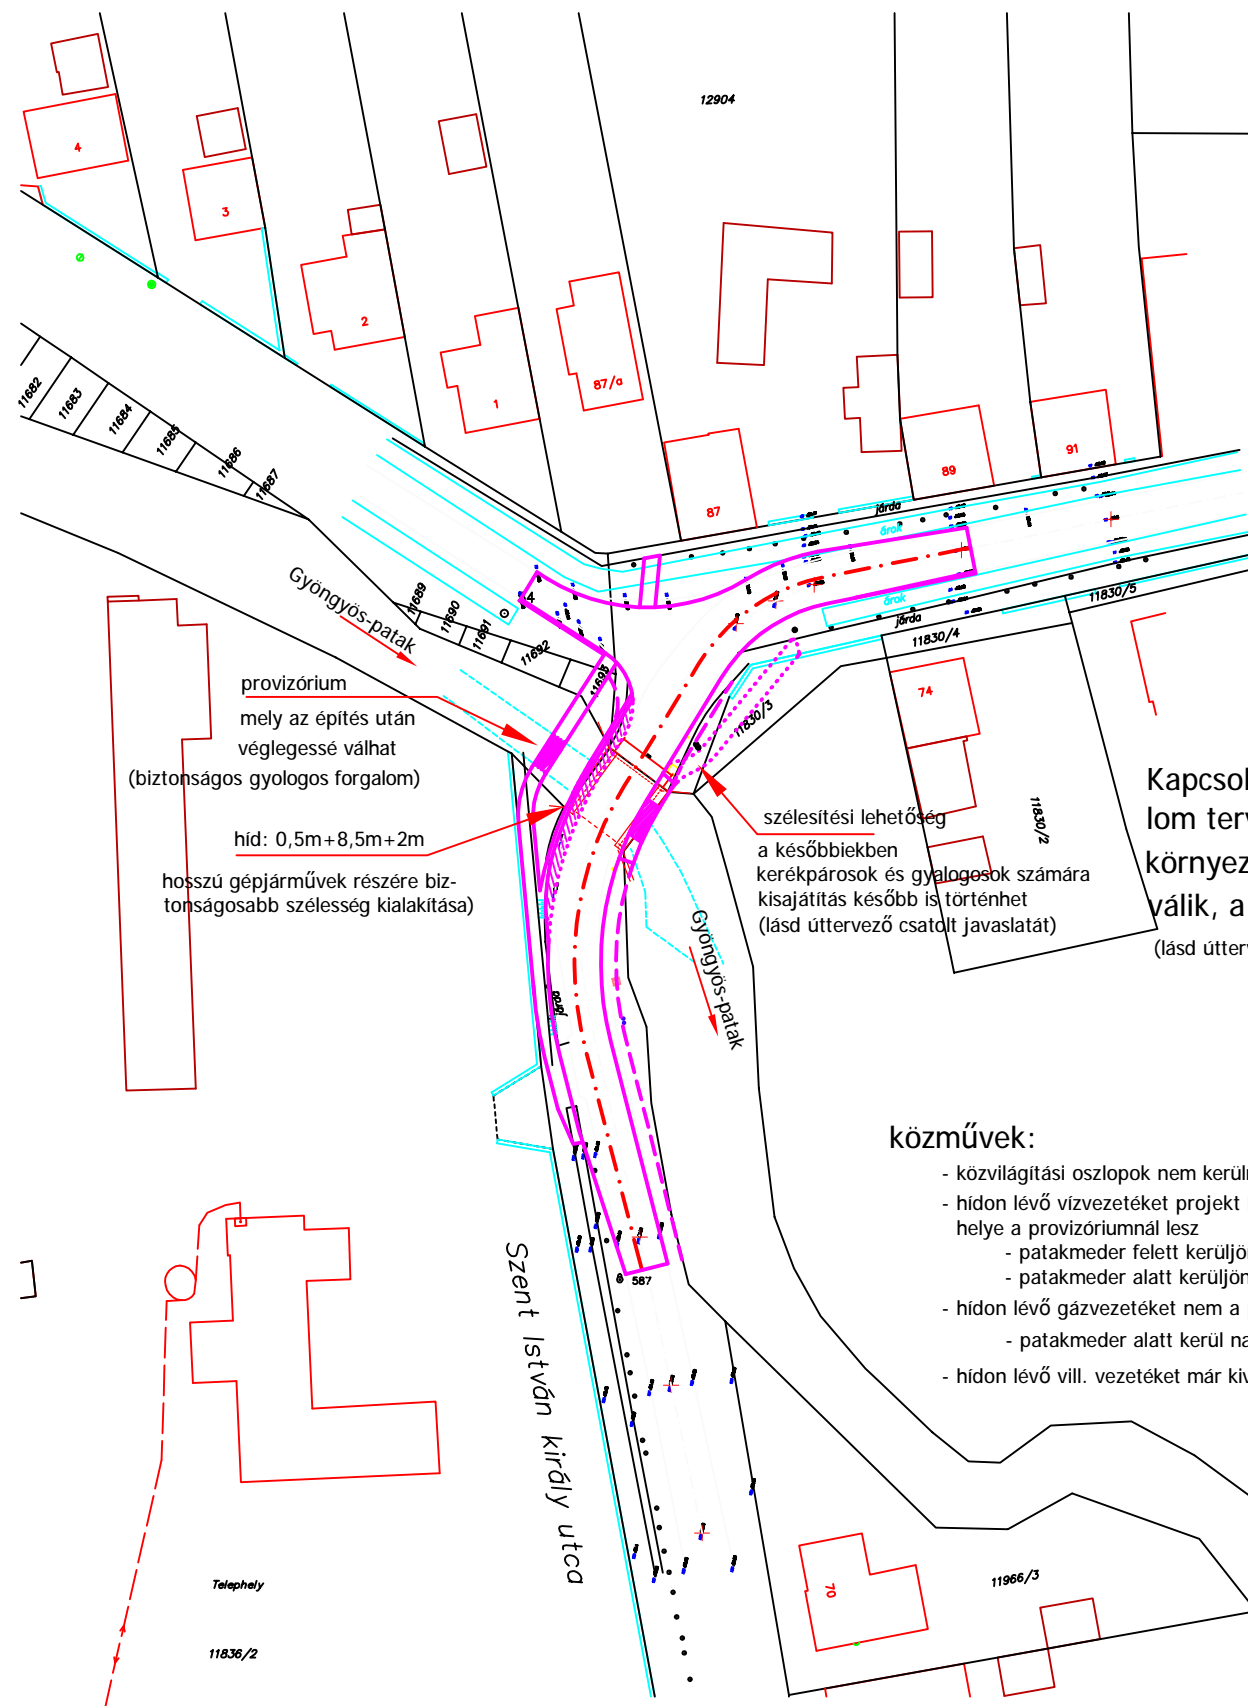 12904
4
3
2
1
87/a
87
89
91
11682
11683
11684
11685
11686
11687
járda
árok
Gyöngyös-patak
11689
11690
11691
11692
11693
árok
járda
11830/5
11830/4
74
11830/3
11830/2
provizórium
mely az építés után
véglegessé válhat
(biztonságos gyologos forgalom)
híd: 0,5m+8,5m+2m
hosszú gépjárművek részére biz-
tonságosabb szélesség kialakítása)
szélesítési lehetőség
a későbbiekben
kerékpárosok és gyalogosok számára
kisajátítás később is történhet
(lásd úttervező csatolt javaslatát)
Kapcsol
lom terv
környez
válik, a
(lásd útterv
Gyöngyös-patak
járda
közművek:
- közvilágítási oszlopok nem kerüln
- hídon lévő vízvezetéket projekt
helye a provizóriumnál lesz
- patakmeder felett kerüljön
- patakmeder alatt kerüljön
- hídon lévő gázvezetéket nem a
- patakmeder alatt kerül na
- hídon lévő vill. vezetéket már kiv
587
Szent István király utca
Telephely
11836/2
70
11966/3